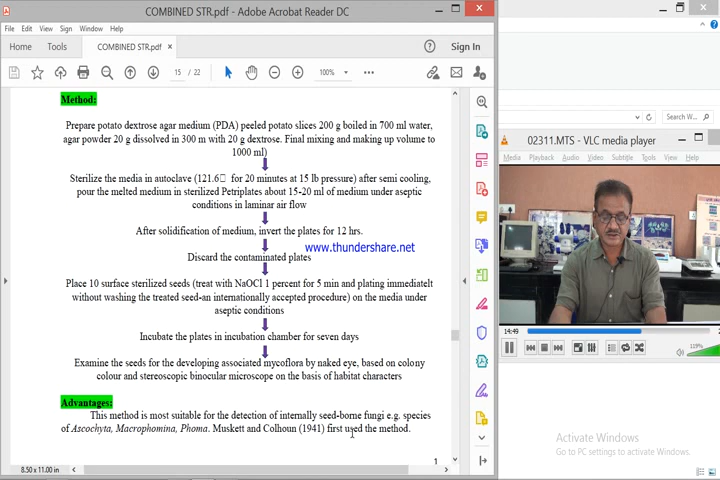 COMBINED STR.pdf - Adobe Acrobat Reader DC
File Edit View Sign Window Help
Home Tools COMBINED STR.pdf × Sign In
15 / 22 100%
Method:
Prepare potato dextrose agar medium (PDA) peeled potato slices 200 g boiled in 700 ml water,
agar powder 20 g dissolved in 300 m with 20 g dextrose. Final mixing and making up volume to
1000 ml)
Sterilize the media in autoclave (121.6 for 20 minutes at 15 lb pressure) after semi cooling,
pour the melted medium in sterilized Petriplates about 15-20 ml of medium under aseptic
conditions in laminar air flow
After solidification of medium, invert the plates for 12 hrs.
www.thundershare.net
Discard the contaminated plates
Place 10 surface sterilized seeds (treat with NaOCl 1 percent for 5 min and plating immediatelt
without washing the treated seed-an internationally accepted procedure) on the media under
aseptic conditions
Incubate the plates in incubation chamber for seven days
Examine the seeds for the developing associated mycoflora by naked eye, based on colony
colour and stereoscopic binocular microscope on the basis of habitat characters
Advantages:
This method is most suitable for the detection of internally seed-borne fungi e.g. species
of Ascochyta, Macrophomina, Phoma. Muskett and Colhoun (1941) first used the method.
1
8.50 x 11.00 in
Search W...
02311.MTS - VLC media player
Media Playback Audio Video Subtitle Tools View Help
14:49
119%
Activate Windows
Go to PC settings to activate Windows.